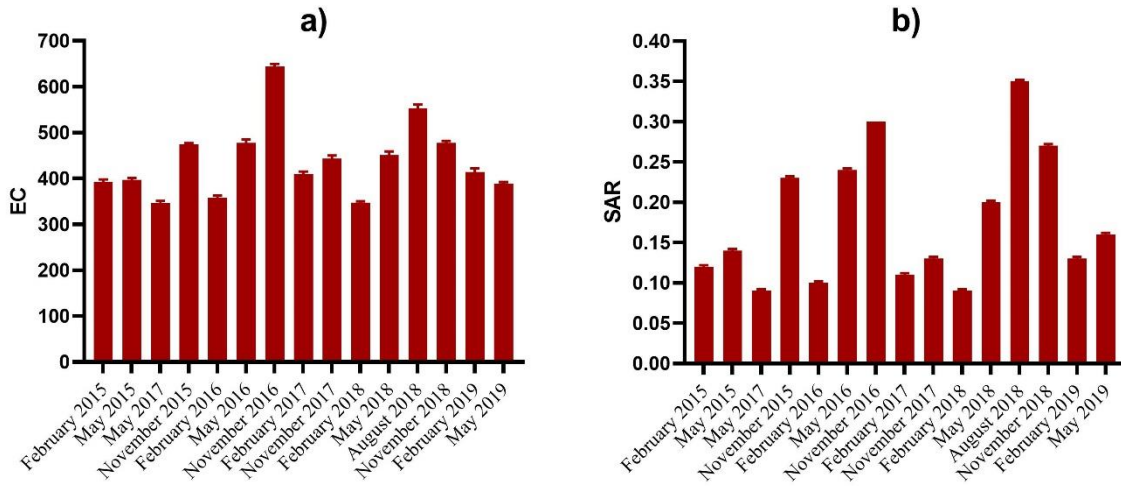 a)
700
600
500
400
300
200
100
0
EC
February 2015
May 2015
May 2017
November 2015
February 2016
May 2016
November 2016
February 2017
November 2017
February 2018
May 2018
August 2018
November 2018
February 2019
May 2019
b)
0.40
0.35
0.30
0.25
0.20
0.15
0.10
0.05
0.00
SAR
February 2015
May 2015
May 2017
November 2015
February 2016
May 2016
November 2016
February 2017
November 2017
February 2018
May 2018
August 2018
November 2018
February 2019
May 2019